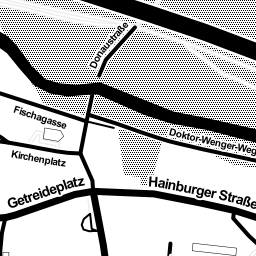 Donaustraße
Fischagasse
Doktor-Wenger-Weg
Kirchenplatz
Getreideplatz
Hainburger Straße